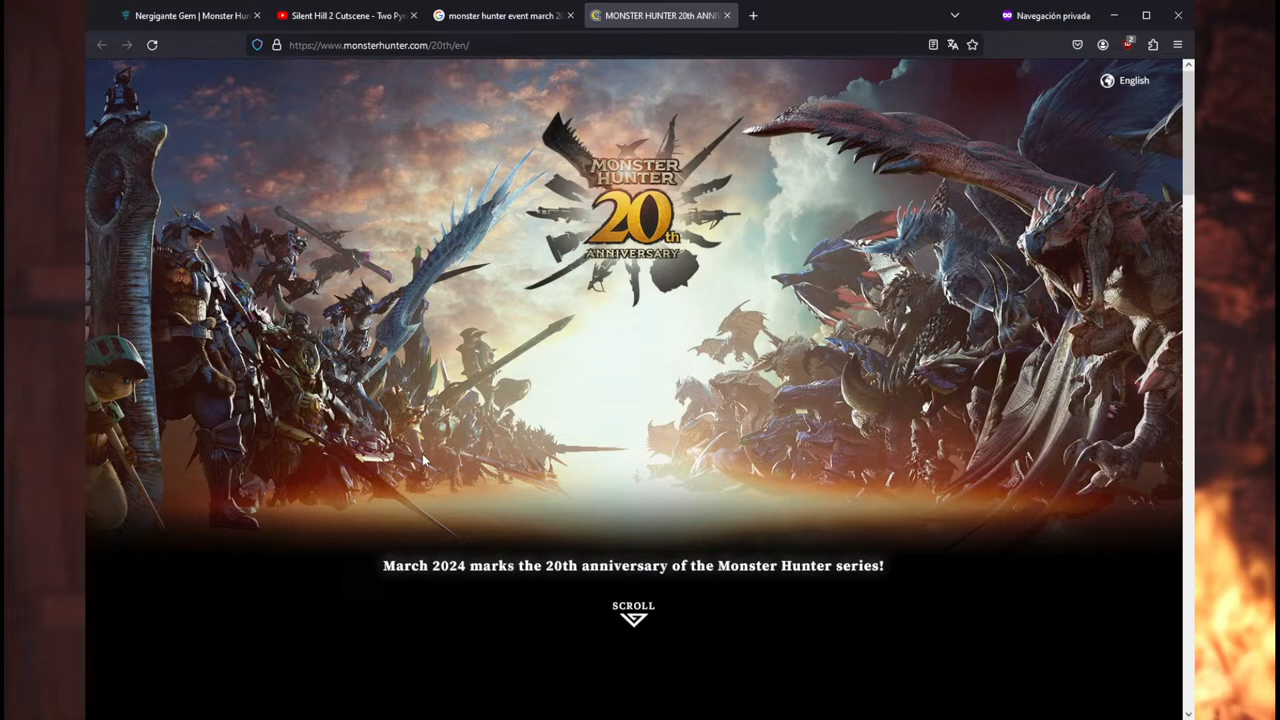 Nergigante Gem | Monster Hun
Silent Hill 2 Cutscene - Two Pyr
monster hunter event march 20
MONSTER HUNTER 20th ANNI
Navegación privada
https://www.monsterhunter.com/20th/en/
2
English
MONSTER
HUNTER
20th
ANNIVERSARY
March 2024 marks the 20th anniversary of the Monster Hunter series!
SCROLL